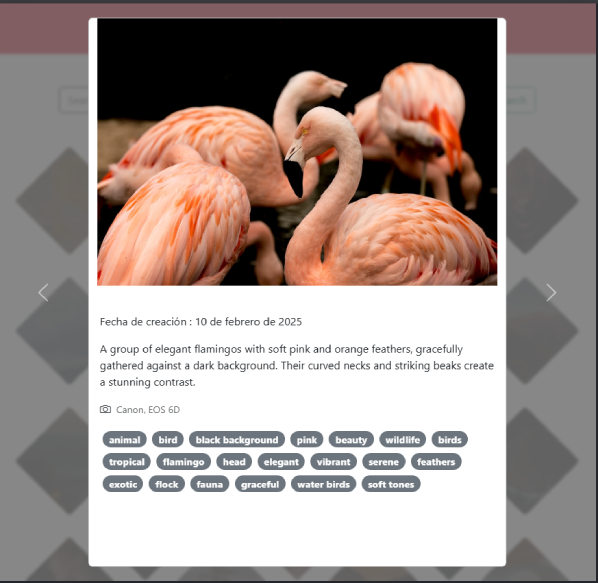 Fecha de creación : 10 de febrero de 2025
A group of elegant flamingos with soft pink and orange feathers, gracefully
gathered against a dark background. Their curved necks and striking beaks create
a stunning contrast.
Canon, EOS 6D
animal bird black background pink beauty wildlife birds
tropical flamingo head elegant vibrant serene feathers
exotic flock fauna graceful water birds soft tones